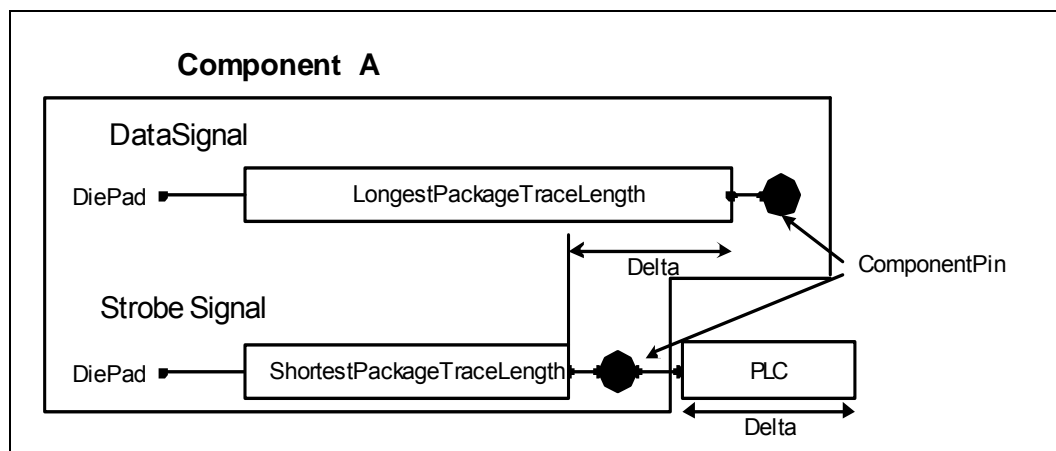 Component A
DataSignal
DiePad
LongestPackageTraceLength
Delta
ComponentPin
Strobe Signal
DiePad
ShortestPackageTraceLength
PLC
Delta